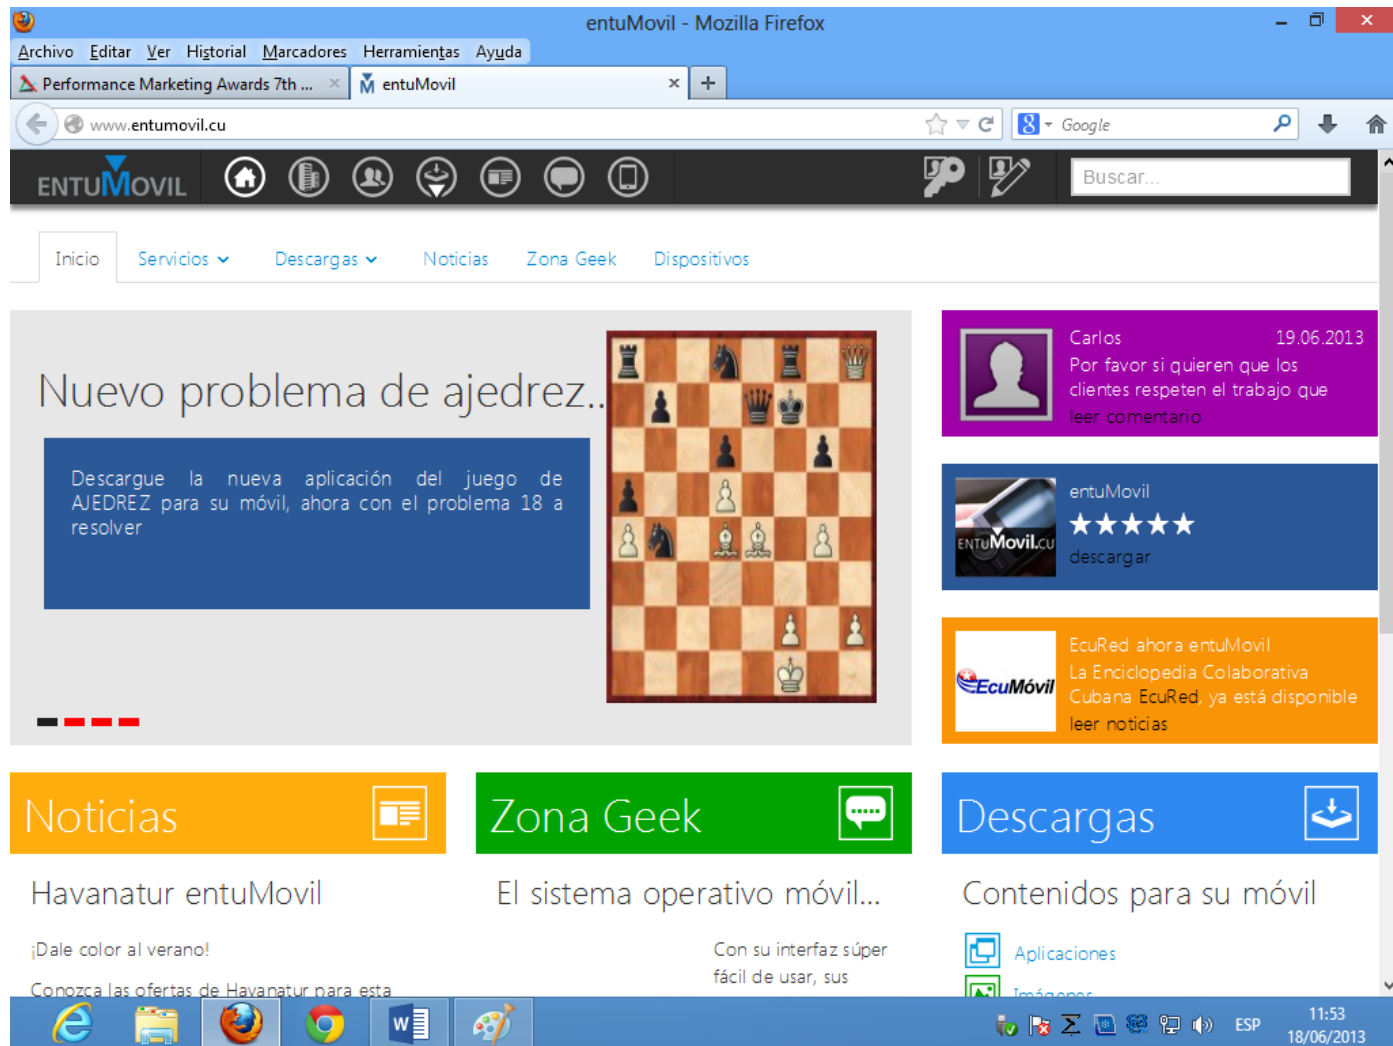 entuMovil - Mozilla Firefox
Archivo Editar Ver Historial Marcadores Herramientas Ayuda
Performance Marketing Awards 7th ...
entuMovil
www.entumovil.cu
Google
ENTUMOVIL
Buscar...
Inicio Servicios Descargas Noticias Zona Geek Dispositivos
Nuevo problema de ajedrez..
Descargue la nueva aplicación del juego de
AJEDREZ para su móvil, ahora con el problema 18 a
resolver
Carlos 19.06.2013
Por favor si quieren que los
clientes respeten el trabajo que
leer comentario
ENTUMovil.CU
entuMovil
★★★★★
descargar
EcuMóvil
EcuRed ahora entuMovil
La Enciclopedia Colaborativa
Cubana EcuRed, ya está disponible
leer noticias
Noticias
Havanatur entuMovil
¡Dale color al verano!
Conozca las ofertas de Havanatur para esta
Zona Geek
El sistema operativo móvil...
Con su interfaz súper
fácil de usar, sus
Descargas
Contenidos para su móvil
Aplicaciones
Imágenes
ESP
11:53
18/06/2013